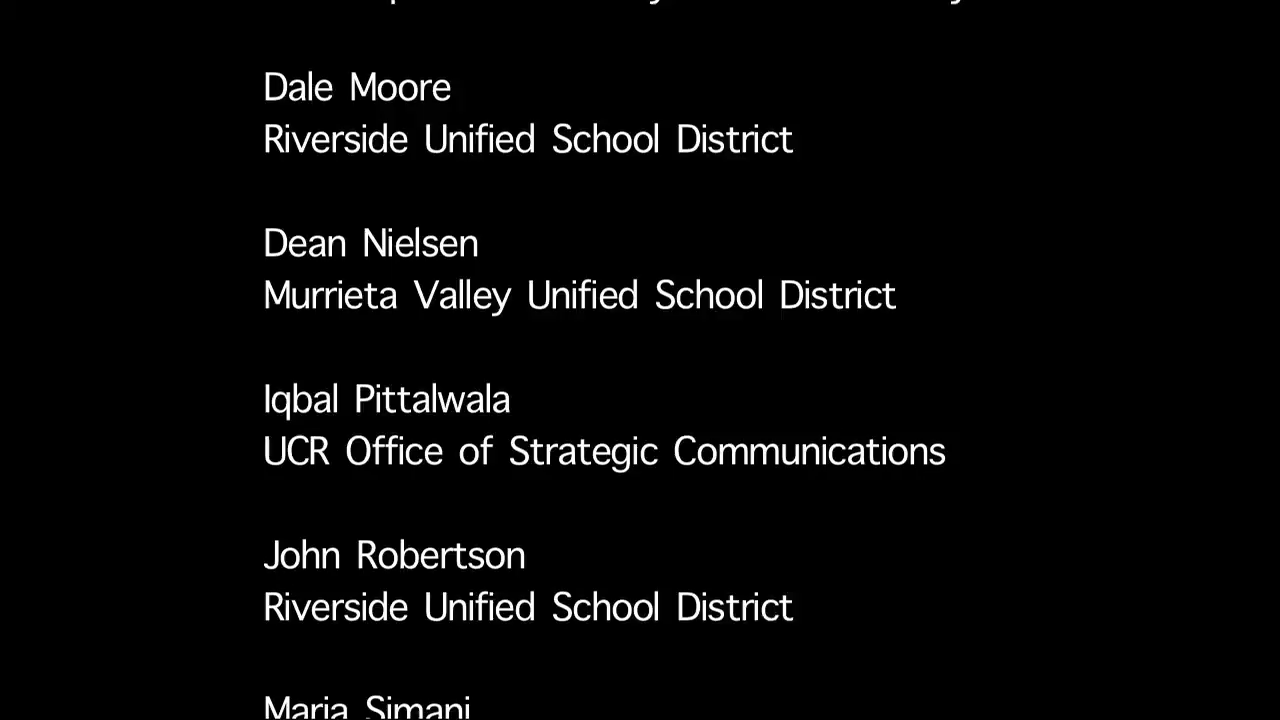 Dale Moore
Riverside Unified School District
Dean Nielsen
Murrieta Valley Unified School District
Iqbal Pittalwala
UCR Office of Strategic Communications
John Robertson
Riverside Unified School District
Maria Simani